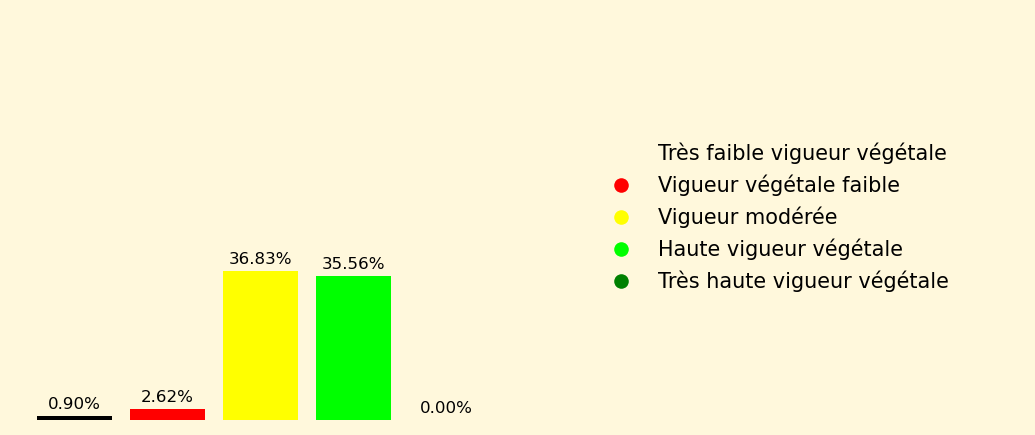 0.90%
2.62%
36.83%
35.56%
0.00%
Très faible vigueur végétale
Vigueur végétale faible
Vigueur modérée
Haute vigueur végétale
Très haute vigueur végétale